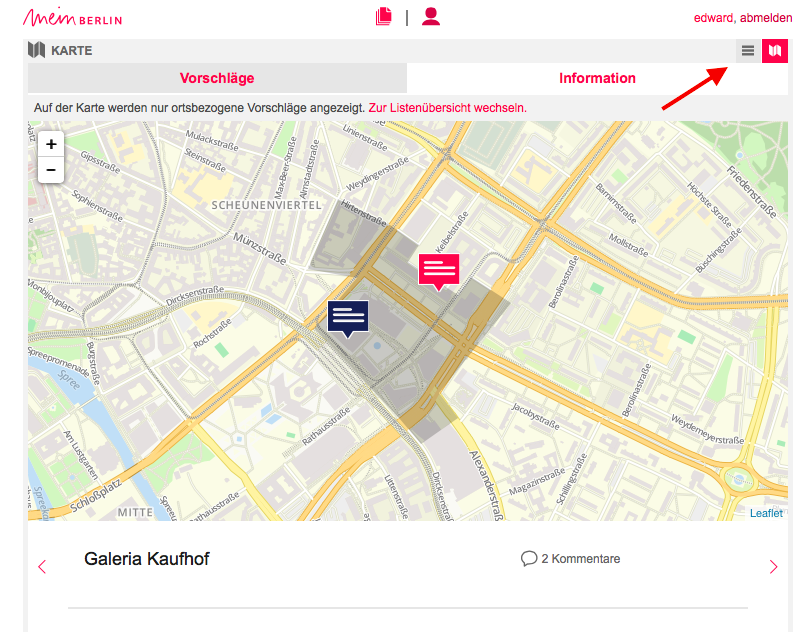 mein BERLIN
edward, abmelden
KARTE
Vorschläge
Information
Auf der Karte werden nur ortsbezogene Vorschläge angezeigt. Zur Listenübersicht wechseln.
+
−
Linienstraße
Mulackstraße
Gipsstraße
Steinstraße
Max-Beer-Straße
Almstadtstraße
Weydingerstraße
Friedenstraße
Barnimstraße
Höchste Straße
Sophienstraße
SCHEUNENVIERTEL
Hirtenstraße
Keibelstraße
Mollstraße
Büschingstraße
Münzstraße
Berolinastraße
Monbijouplatz
Dircksenstraße
Rochstraße
Burgstraße
Spreepromenade
Spree
Berolinastraße
Jacobystraße
Weydemeyerstraße
Rathausstraße
Am Lustgarten
Alexanderstraß
Magazinstraße
Schillingstraße
Littenstraße
Dircksenstraße
Schloßplatz
Spreekanal
MITTE
Rathausstraße
Leaflet
Galeria Kaufhof
2 Kommentare